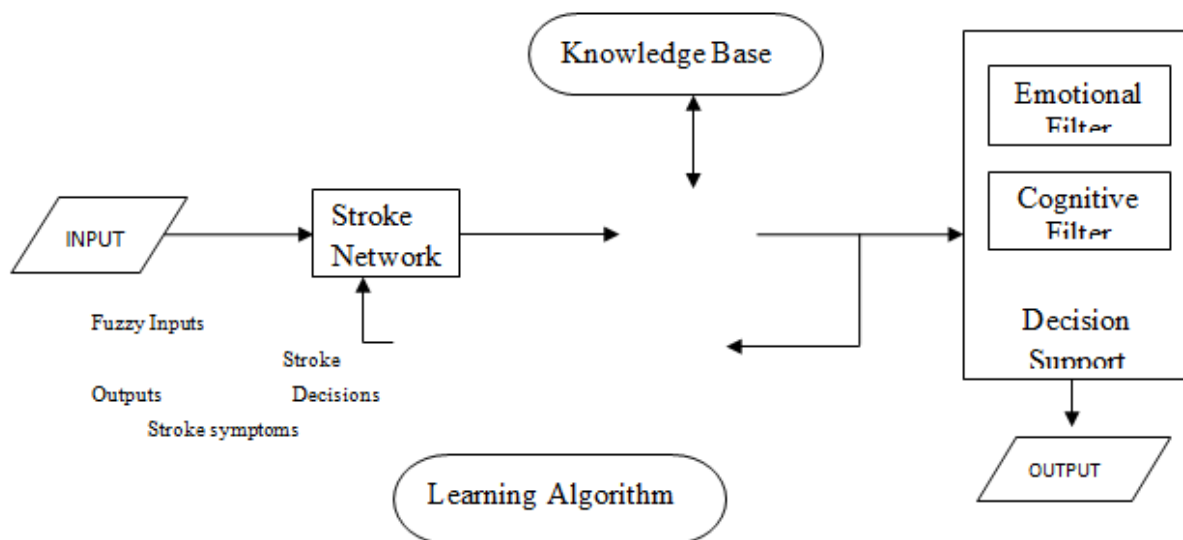 Knowledge Base
Emotional
Filter
Cognitive
Filter
INPUT
Stroke
Network
Fuzzy Inputs
Stroke
Outputs
Decisions
Stroke symptoms
Decision
Support
Learning Algorithm
OUTPUT